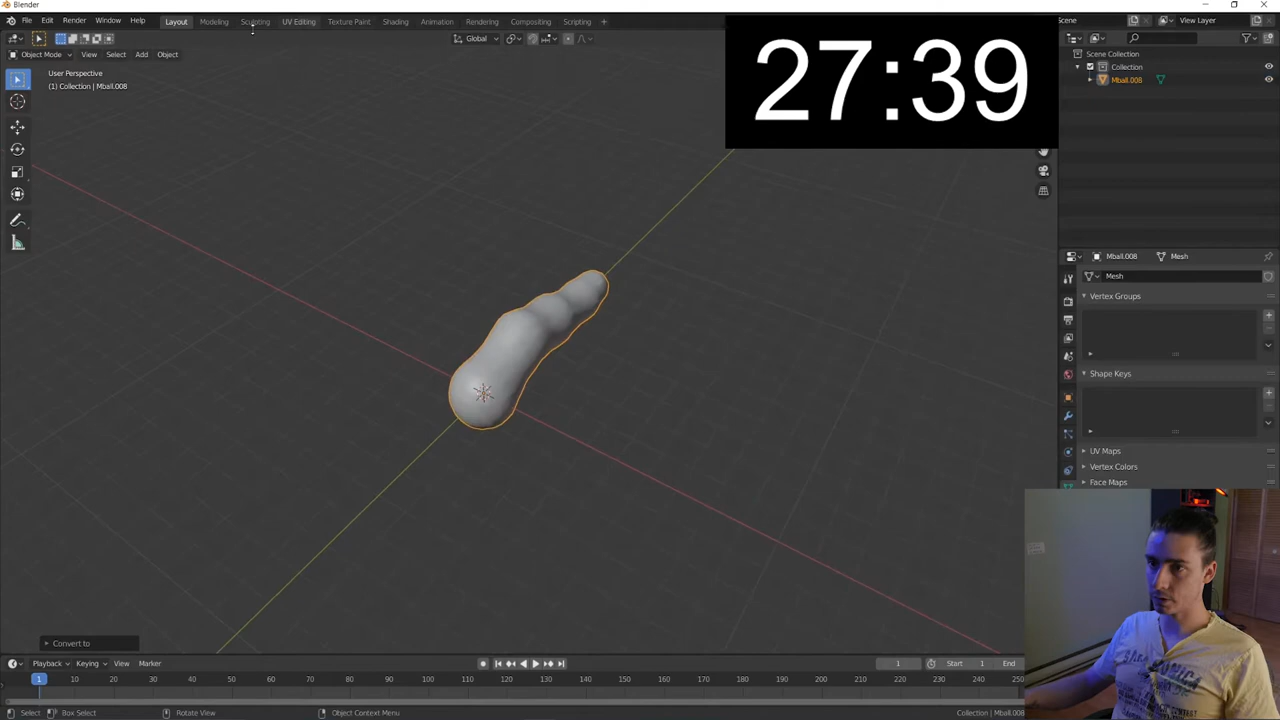 Blender
File Edit Render Window Help Layout Modeling Sculpting UV Editing Texture Paint Shading Animation Rendering Compositing Scripting + Scene View Layer
Global
Object Mode View Select Add Object
27:39
User Perspective
(1) Collection | Mball.008
Scene Collection
Collection
Mball.008
Mball.008 Mesh
Mesh
Vertex Groups
Shape Keys
UV Maps
Vertex Colors
Face Maps
Convert to
Playback Keying View Marker 1 Start 1 End
1 10 20 30 40 50 60 70 80 90 100 110 120 130 140 150 160 170 180 190 200 210 220 230 240 250
Select Box Select Rotate View Object Context Menu Collection | Mball.008